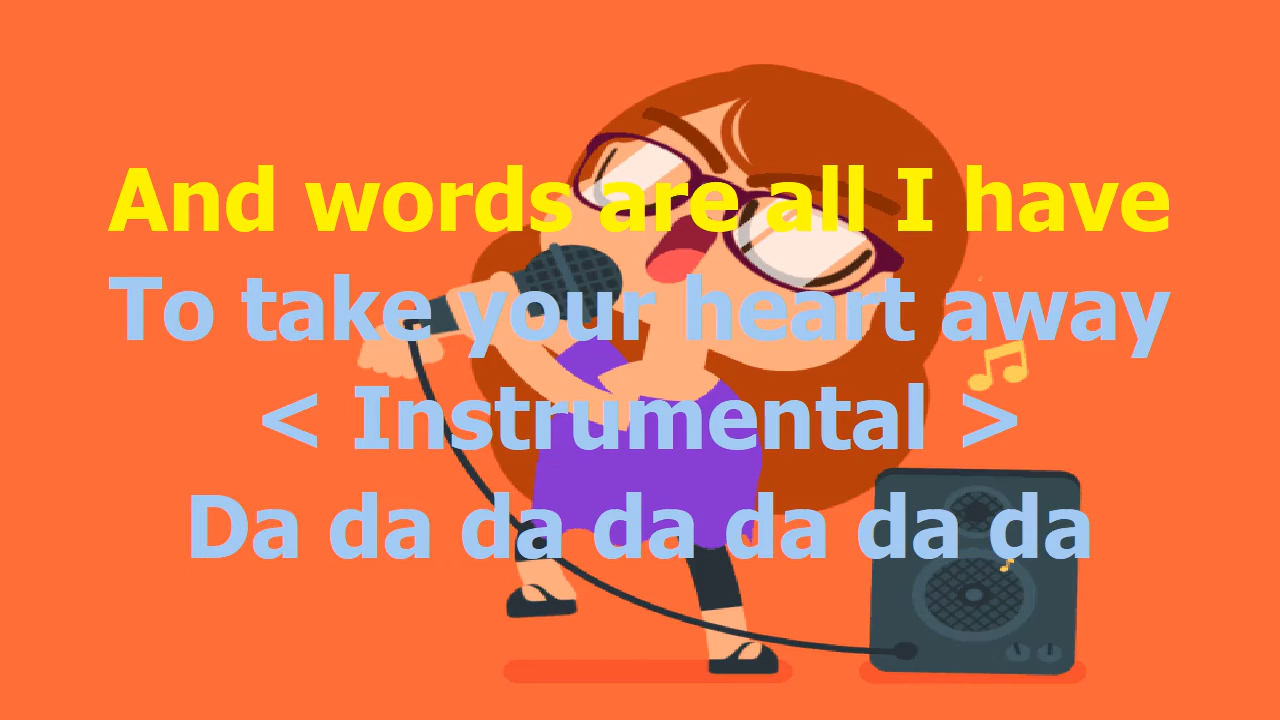 And words are all I have
To take your heart away
< Instrumental >
Da da da da da da da